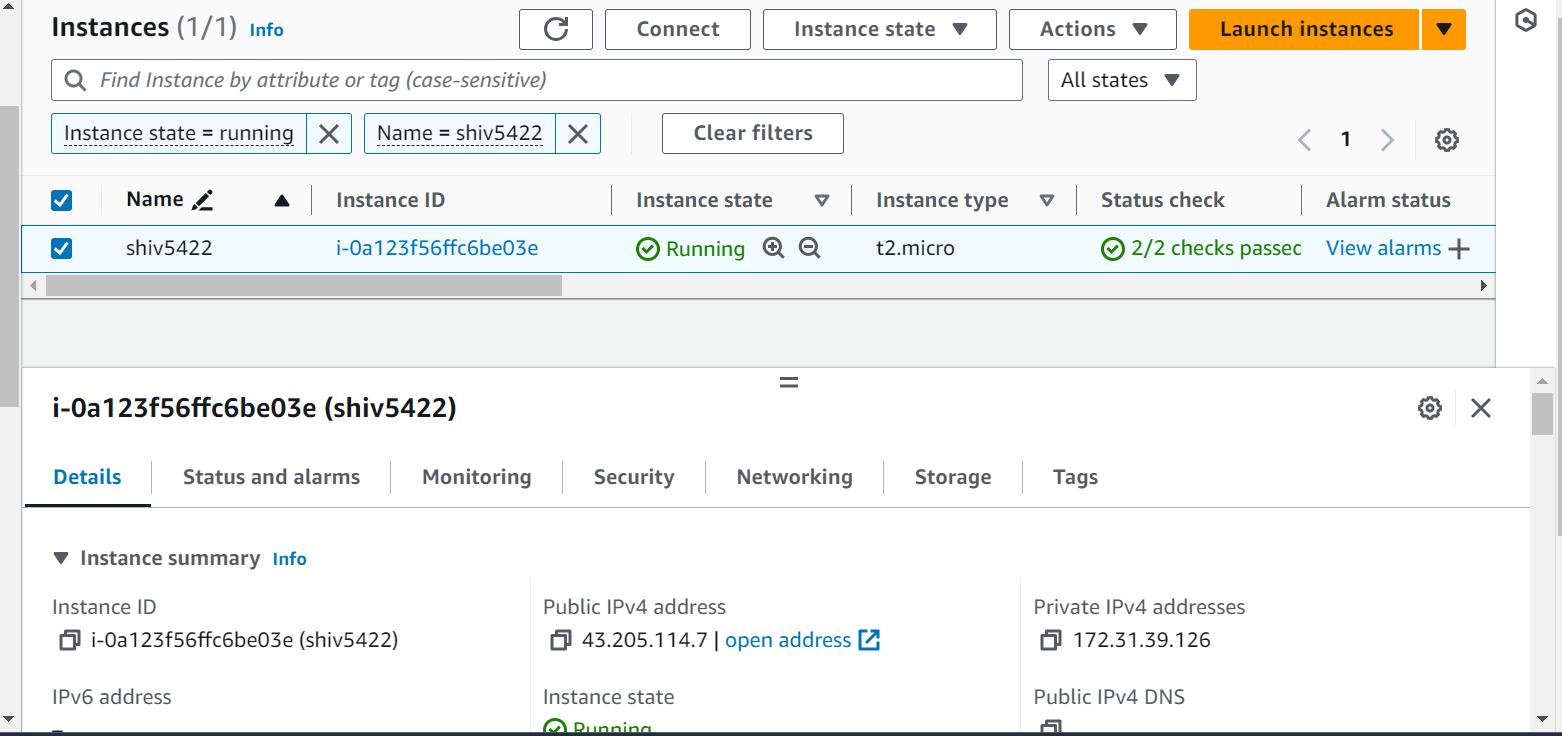 Instances (1/1) Info
Connect
Instance state
Actions
Launch instances
Find Instance by attribute or tag (case-sensitive)
All states
Instance state = running
Name = shiv5422
Clear filters
1
Name Instance ID Instance state Instance type Status check Alarm status
shiv5422 i-0a123f56ffc6be03e Running t2.micro 2/2 checks passed View alarms
i-0a123f56ffc6be03e (shiv5422)
Details Status and alarms Monitoring Security Networking Storage Tags
Instance summary Info
Instance ID Public IPv4 address Private IPv4 addresses
i-0a123f56ffc6be03e (shiv5422) 43.205.114.7 | open address 172.31.39.126
IPv6 address Instance state Public IPv4 DNS
– Running